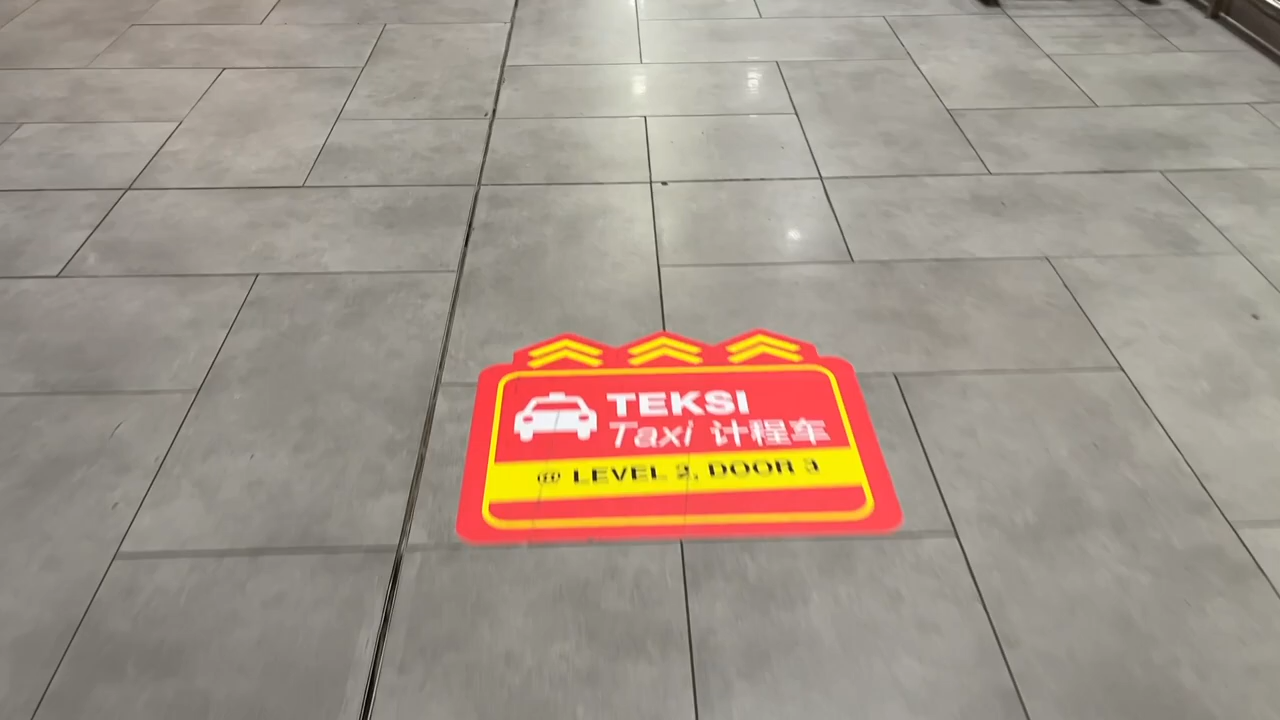 TEKSI
Taxi 计程车
@ LEVEL 2, DOOR 3